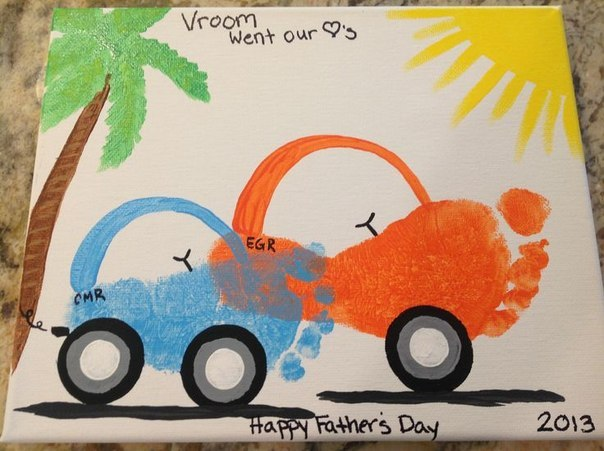 Vroom
went our ♡'s
EGR
CMR
Happy Father's Day
2013